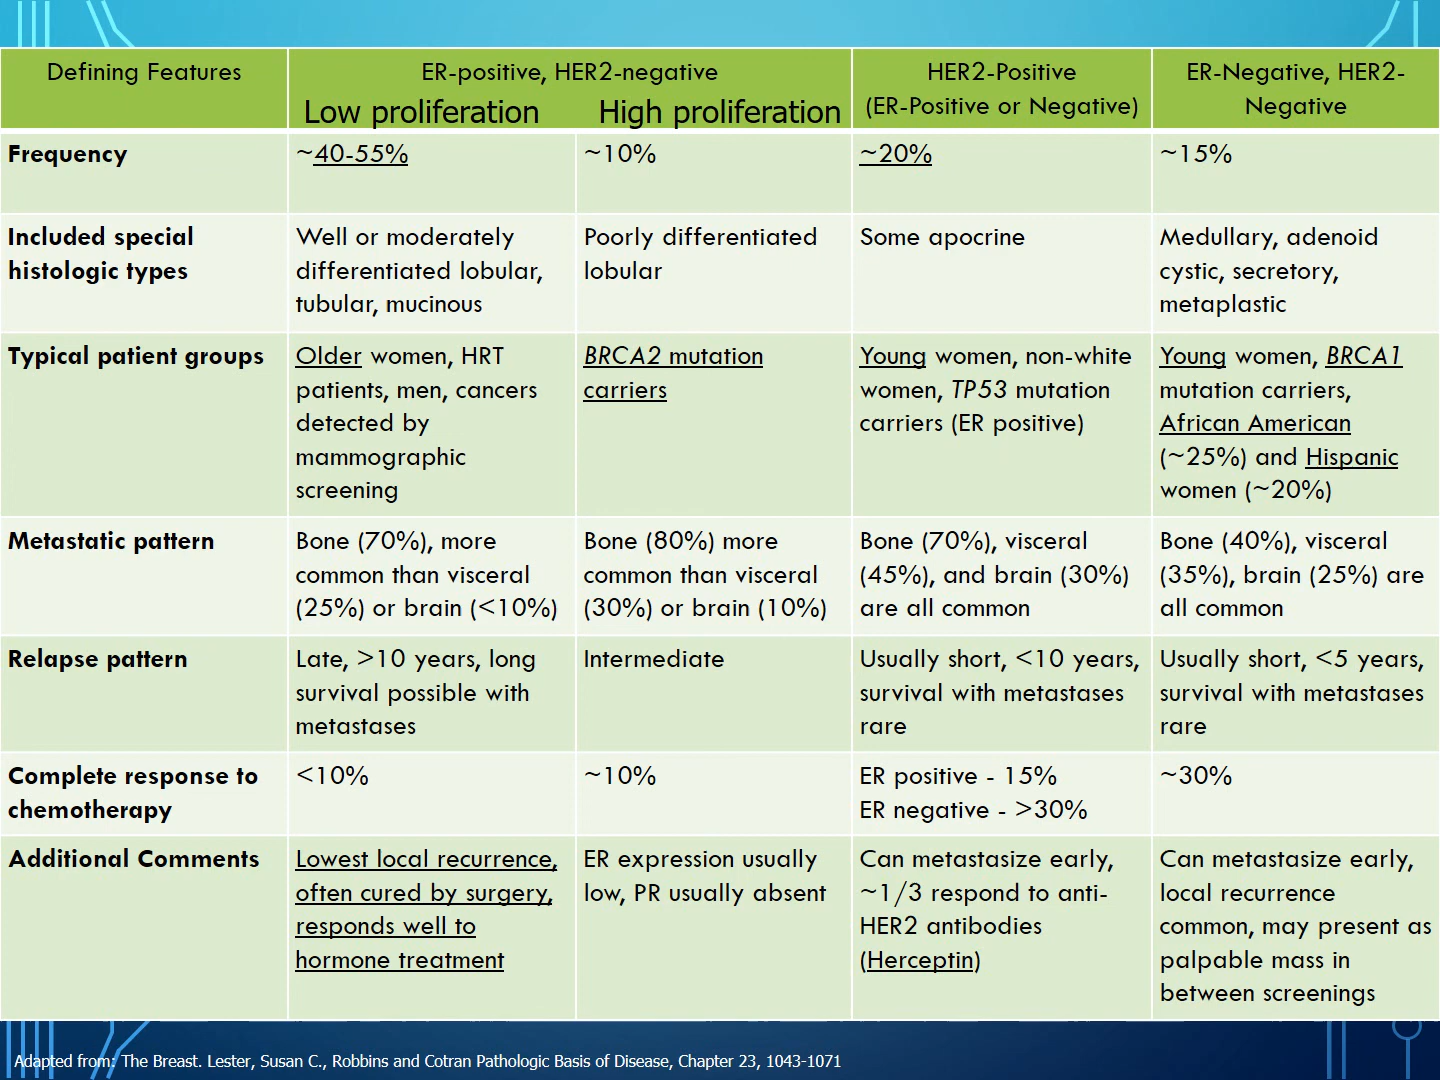 Defining Features
ER-positive, HER2-negative
Low proliferation
High proliferation
HER2-Positive
(ER-Positive or Negative)
ER-Negative, HER2-
Negative
Frequency
~40-55%
~10%
~20%
~15%
Included special
histologic types
Well or moderately
differentiated lobular,
tubular, mucinous
Poorly differentiated
lobular
Some apocrine
Medullary, adenoid
cystic, secretory,
metaplastic
Typical patient groups
Older women, HRT
patients, men, cancers
detected by
mammographic
screening
BRCA2 mutation
carriers
Young women, non-white
women, TP53 mutation
carriers (ER positive)
Young women, BRCA1
mutation carriers,
African American
(~25%) and Hispanic
women (~20%)
Metastatic pattern
Bone (70%), more
common than visceral
(25%) or brain (<10%)
Bone (80%) more
common than visceral
(30%) or brain (10%)
Bone (70%), visceral
(45%), and brain (30%)
are all common
Bone (40%), visceral
(35%), brain (25%) are
all common
Relapse pattern
Late, >10 years, long
survival possible with
metastases
Intermediate
Usually short, <10 years,
survival with metastases
rare
Usually short, <5 years,
survival with metastases
rare
Complete response to
chemotherapy
<10%
~10%
ER positive - 15%
ER negative - >30%
~30%
Additional Comments
Lowest local recurrence,
often cured by surgery,
responds well to
hormone treatment
ER expression usually
low, PR usually absent
Can metastasize early,
~1/3 respond to anti-
HER2 antibodies
(Herceptin)
Can metastasize early,
local recurrence
common, may present as
palpable mass in
between screenings
Adapted from: The Breast. Lester, Susan C., Robbins and Cotran Pathologic Basis of Disease, Chapter 23, 1043-1071